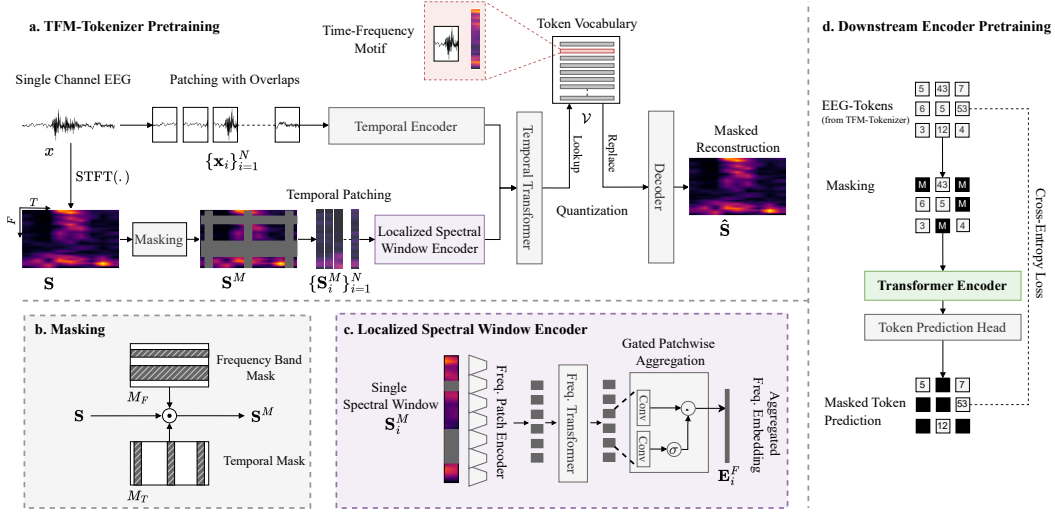 a. TFM-Tokenizer Pretraining
Single Channel EEG
Patching with Overlaps
x
{x_i}_{i=1}^N
STFT(.)
T
F
S
Masking
S^M
Temporal Patching
{S_i^M}_{i=1}^N
Temporal Encoder
Localized Spectral
Window Encoder
Temporal Transformer
Time-Frequency
Motif
Token Vocabulary
𝒱
Lookup
Replace
Quantization
Decoder
Masked
Reconstruction
Ŝ
b. Masking
Frequency Band
Mask
M_F
S
S^M
Temporal Mask
M_T
c. Localized Spectral Window Encoder
Single
Spectral Window
S_i^M
Freq. Patch Encoder
Freq. Transformer
Gated Patchwise
Aggregation
Conv
Conv
σ
E_i^F
Aggregated
Freq. Embedding
d. Downstream Encoder Pretraining
EEG-Tokens
(from TFM-Tokenizer)
5 43 7
6 5 53
3 12 4
Masking
M 43 M
6 5 M
3 M 4
Transformer Encoder
Token Prediction Head
Cross-Entropy Loss
Masked Token
Prediction
5 7
53
12